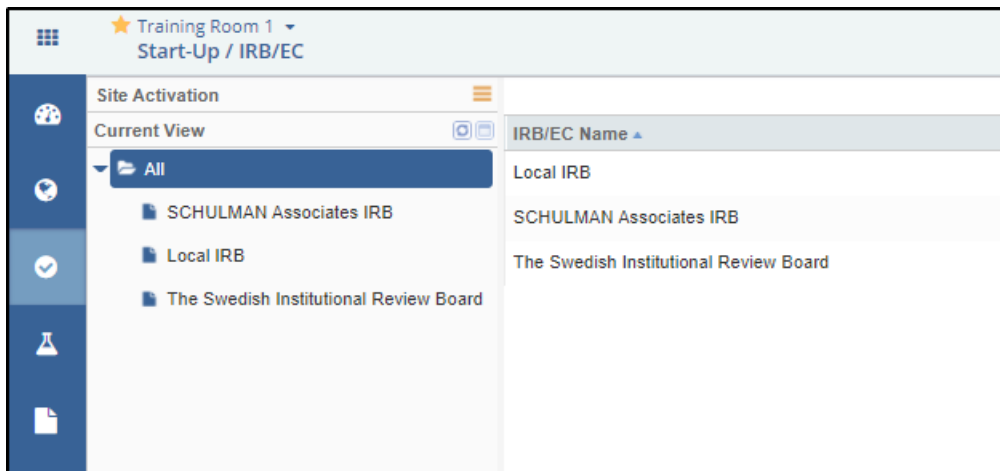 Training Room 1
Start-Up / IRB/EC
Site Activation
Current View
All
SCHULMAN Associates IRB
Local IRB
The Swedish Institutional Review Board
IRB/EC Name
Local IRB
SCHULMAN Associates IRB
The Swedish Institutional Review Board